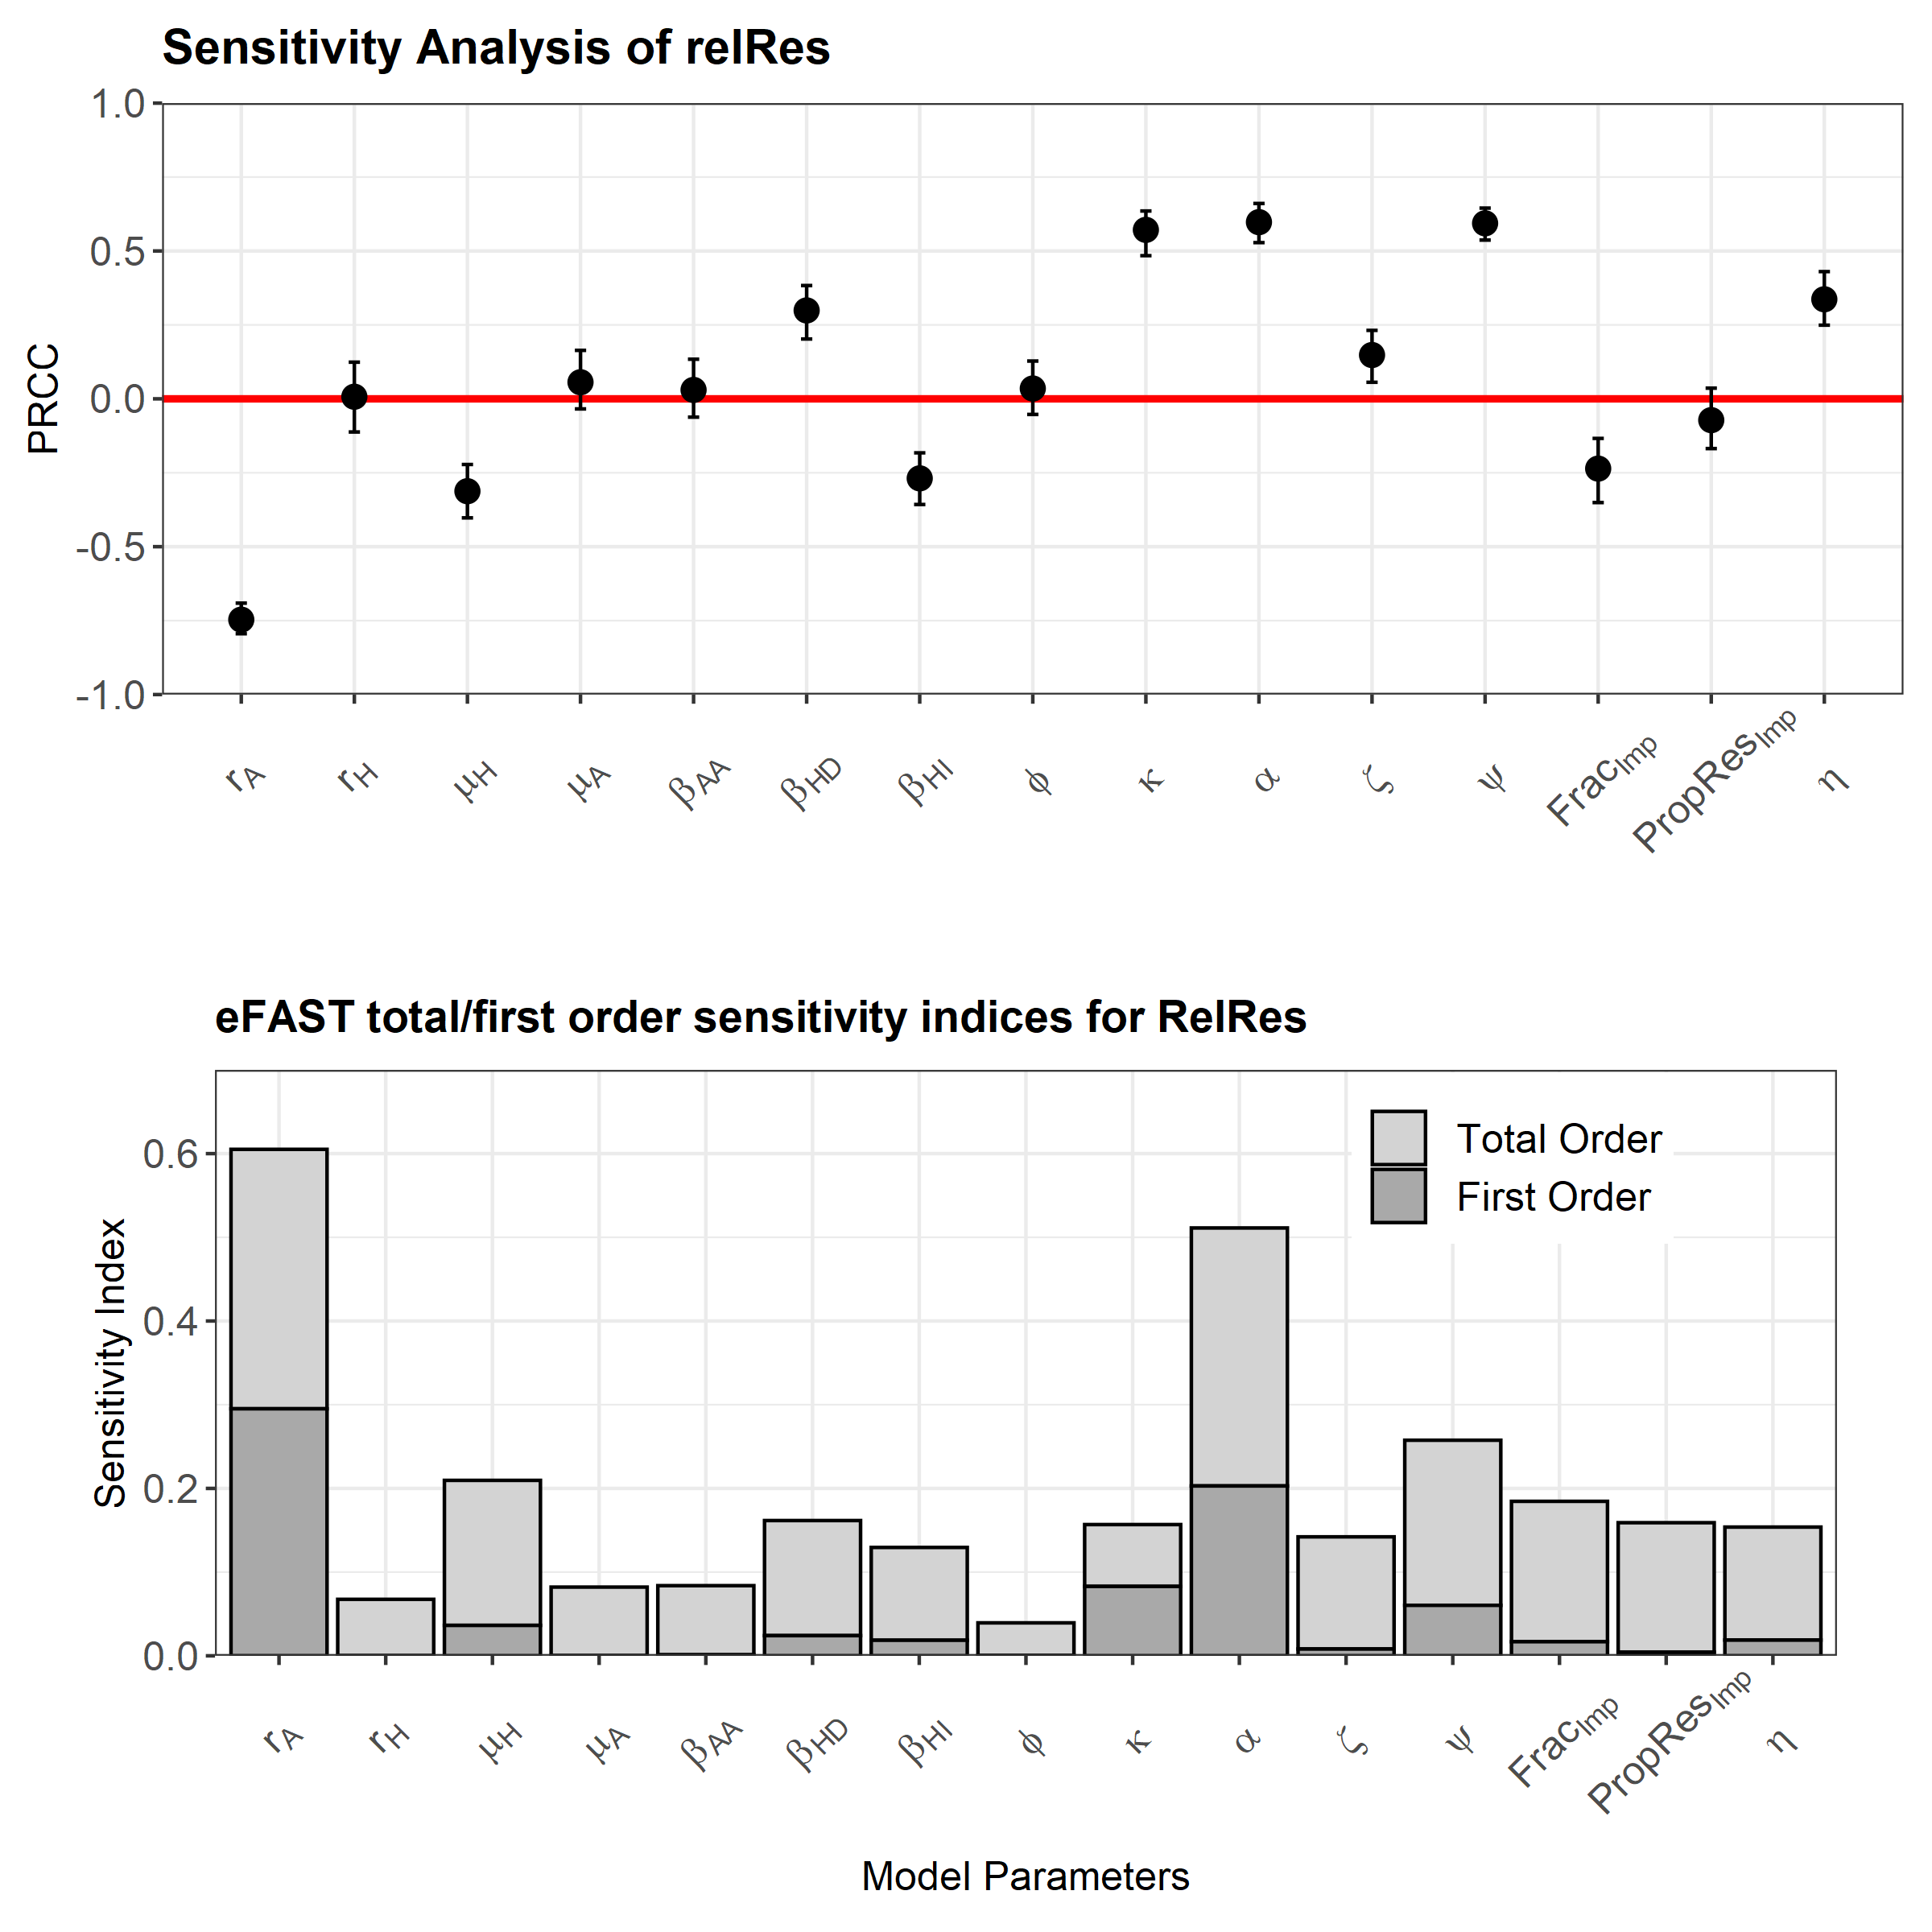 Sensitivity Analysis of relRes
1.0
0.5
0.0
-0.5
-1.0
PRCC
rA
rH
μH
μA
βAA
βHD
βHI
ϕ
κ
α
ζ
ψ
FracImp
PropResImp
η
eFAST total/first order sensitivity indices for RelRes
Total Order
First Order
0.6
0.4
0.2
0.0
Sensitivity Index
rA
rH
μH
μA
βAA
βHD
βHI
ϕ
κ
α
ζ
ψ
FracImp
PropResImp
η
Model Parameters